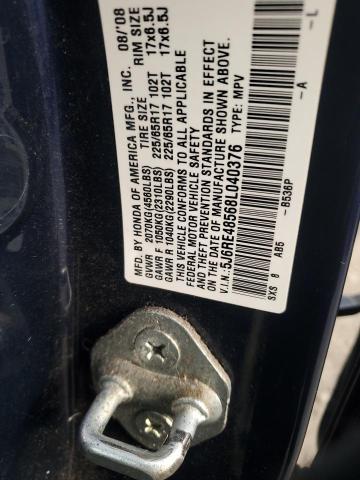 MFD. BY HONDA OF AMERICA MFG., INC. 08/'08
TIRE SIZE RIM SIZE
GVWR 2070KG(4560LBS)
GAWR F 1050KG(2310LBS) 225/65R17 102T 17x6.5J
GAWR R 1040KG(2290LBS) 225/65R17 102T 17x6.5J
THIS VEHICLE CONFORMS TO ALL APPLICABLE
FEDERAL MOTOR VEHICLE SAFETY AND
THEFT PREVENTION STANDARDS IN EFFECT
ON THE DATE OF MANUFACTURE SHOWN ABOVE.
V.I.N.: 5J6RE48568L040376 TYPE: MPV
SXS 8 AB5 -B536P -A -L